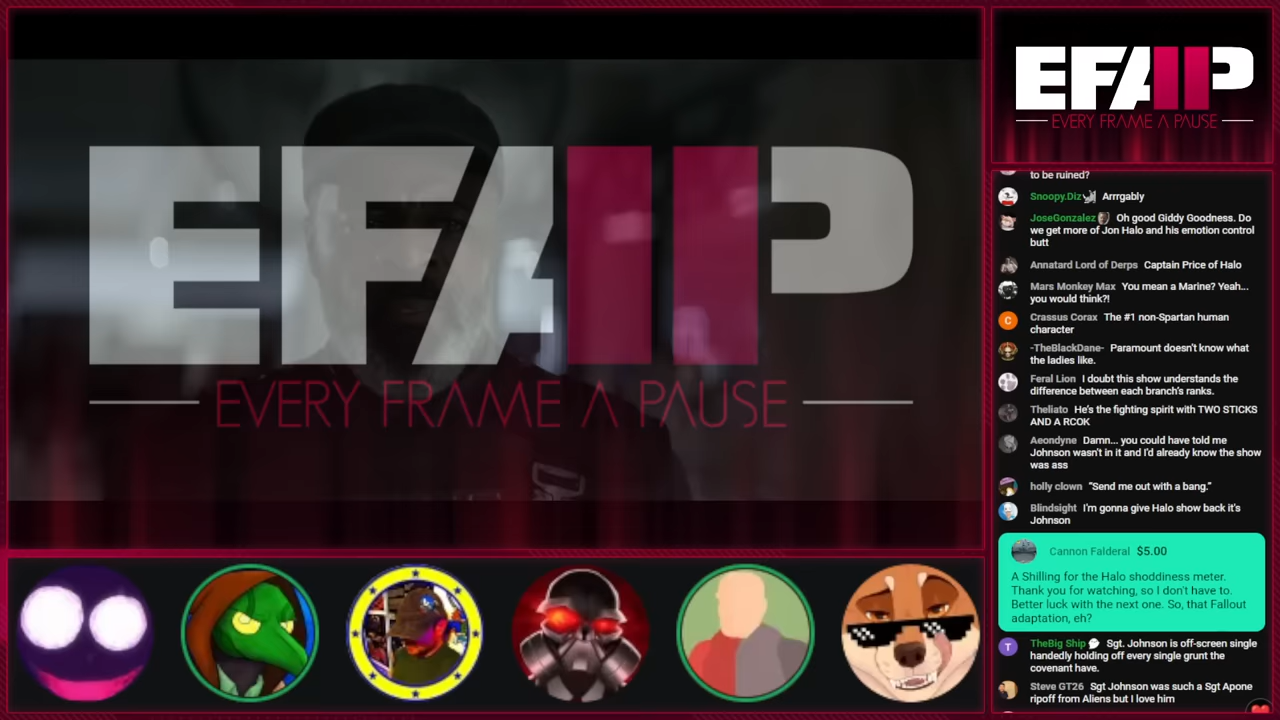 EFAP
EVERY FRAME A PAUSE
EFAP
EVERY FRAME A PAUSE
to be ruined?
Snoopy.Diz Arrrgably
JoseGonzalez Oh good Giddy Goodness. Do
we get more of Jon Halo and his emotion control
butt
Annatard Lord of Derps Captain Price of Halo
Mars Monkey Max You mean a Marine? Yeah...
you would think?!
C Crassus Corax The #1 non-Spartan human
character
-TheBlackDane- Paramount doesn't know what
the ladies like.
Feral Lion I doubt this show understands the
difference between each branch's ranks.
Theliato He's the fighting spirit with TWO STICKS
AND A RCOK
Aeondyne Damn... you could have told me
Johnson wasn't in it and I'd already know the show
was ass
holly clown “Send me out with a bang.”
Blindsight I'm gonna give Halo show back it's
Johnson
Cannon Falderal $5.00
A Shilling for the Halo shoddiness meter.
Thank you for watching, so I don't have to.
Better luck with the next one. So, that Fallout
adaptation, eh?
T TheBig Ship Sgt. Johnson is off-screen single
handedly holding off every single grunt the
covenant have.
Steve GT26 Sgt Johnson was such a Sgt Apone
ripoff from Aliens but I love him